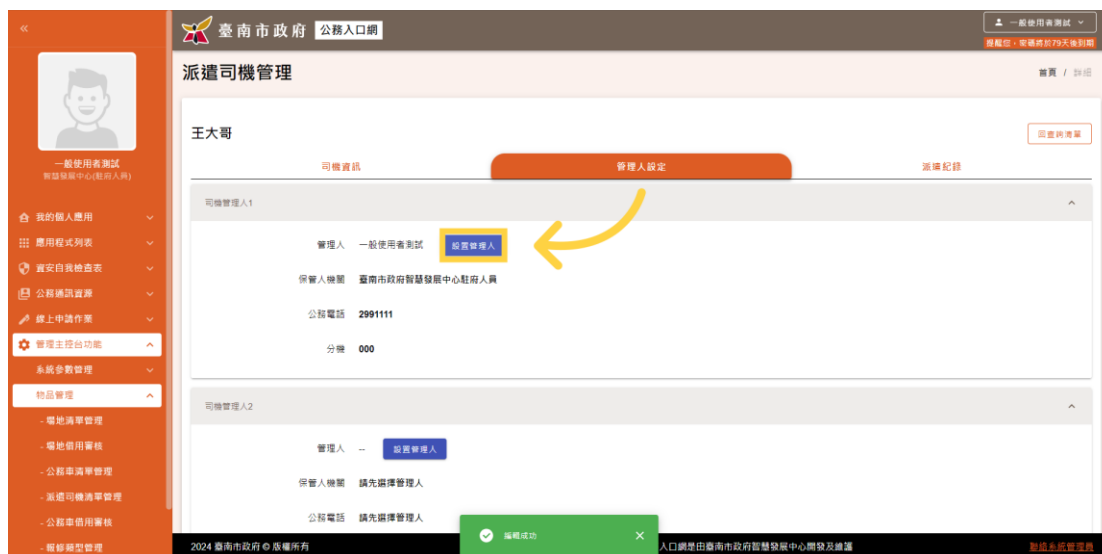 «
臺南市政府 公務入口網
一般使用者測試
提醒您，密碼將於79天後到期
派遣司機管理
首頁 / 詳細
王大哥
回查詢清單
司機資訊
管理人設定
派遣紀錄
一般使用者測試
智慧發展中心(駐府人員)
我的個人應用
應用程式列表
資安自我檢查表
公務通訊資源
線上申請作業
管理主控台功能
系統參數管理
物品管理
- 場地清單管理
- 場地借用審核
- 公務車清單管理
- 派遣司機清單管理
- 公務車借用審核
- 報修類型管理
司機管理人1
管理人 一般使用者測試 設置管理人
保管人機關 臺南市政府智慧發展中心駐府人員
公務電話 2991111
分機 000
司機管理人2
管理人 -- 設置管理人
保管人機關 請先選擇管理人
公務電話 請先選擇管理人
編輯成功 ×
2024 臺南市政府 © 版權所有
人口網是由臺南市政府智慧發展中心開發及維護
聯絡系統管理員